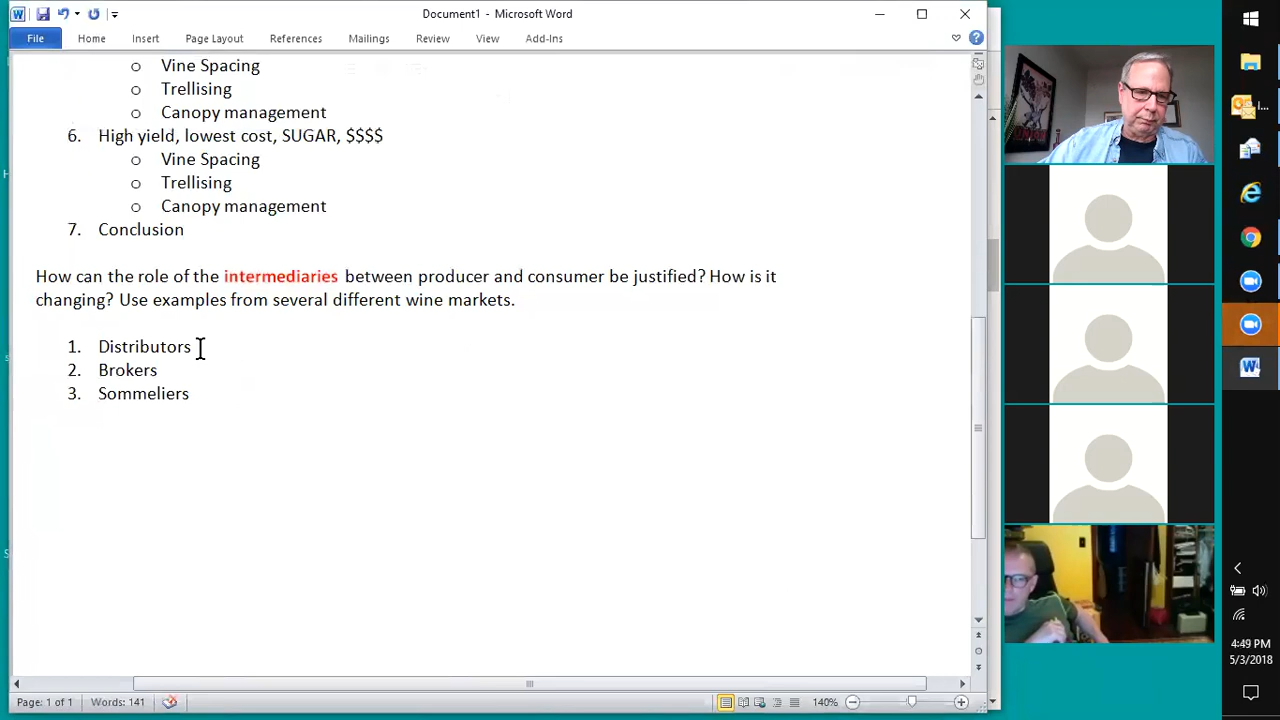 Document1 - Microsoft Word
File Home Insert Page Layout References Mailings Review View Add-Ins
o Vine Spacing
o Trellising
o Canopy management
6. High yield, lowest cost, SUGAR, $$$$
o Vine Spacing
o Trellising
o Canopy management
7. Conclusion
How can the role of the intermediaries between producer and consumer be justified? How is it
changing? Use examples from several different wine markets.
1. Distributors
2. Brokers
3. Sommeliers
Page: 1 of 1 Words: 141 140%
4:49 PM
5/3/2018